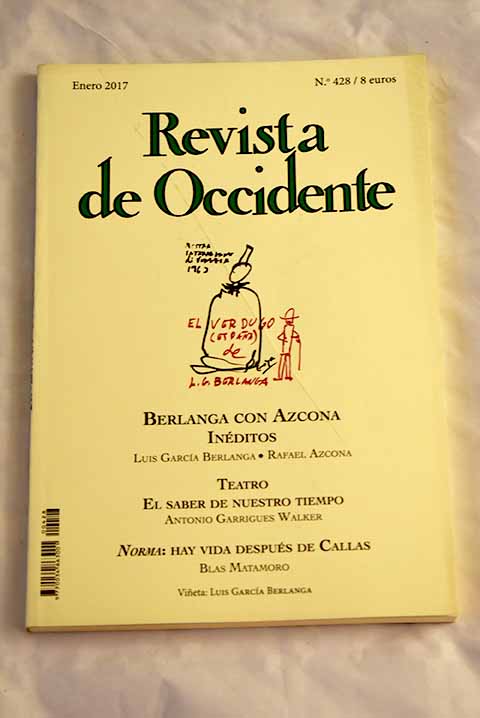 Enero 2017
N.º 428 / 8 euros
Revista
de Occidente
1963
EL VERDUGO
(ESPAÑA)
de
L. G. BERLANGA
BERLANGA CON AZCONA
INÉDITOS
LUIS GARCÍA BERLANGA • RAFAEL AZCONA
TEATRO
EL SABER DE NUESTRO TIEMPO
ANTONIO GARRIGUES WALKER
NORMA: HAY VIDA DESPUÉS DE CALLAS
BLAS MATAMORO
Viñeta: LUIS GARCÍA BERLANGA